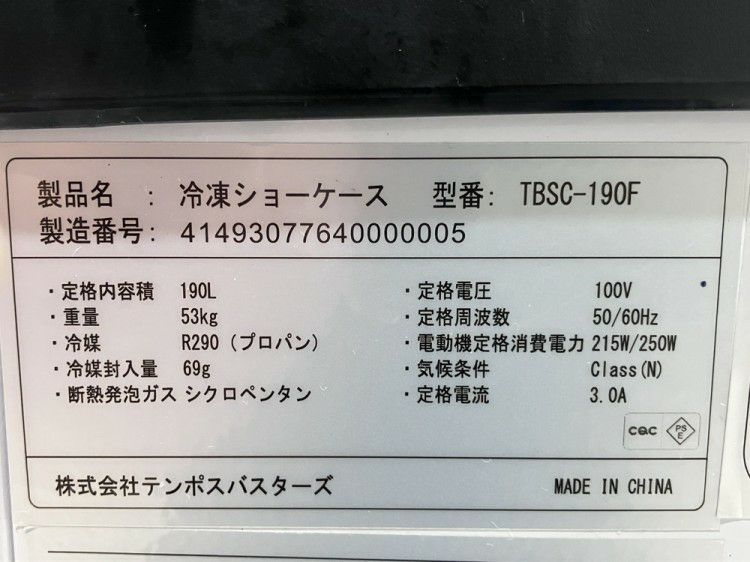 製品名 : 冷凍ショーケース 型番: TBSC-190F
製造番号: 41493077640000005
・定格内容積 190L ・定格電圧 100V
・重量 53kg ・定格周波数 50/60Hz
・冷媒 R290 (プロパン) ・電動機定格消費電力 215W/250W
・冷媒封入量 69g ・気候条件 Class(N)
・断熱発泡ガス シクロペンタン ・定格電流 3.0A
CQC PSE
株式会社テンポスバスターズ MADE IN CHINA